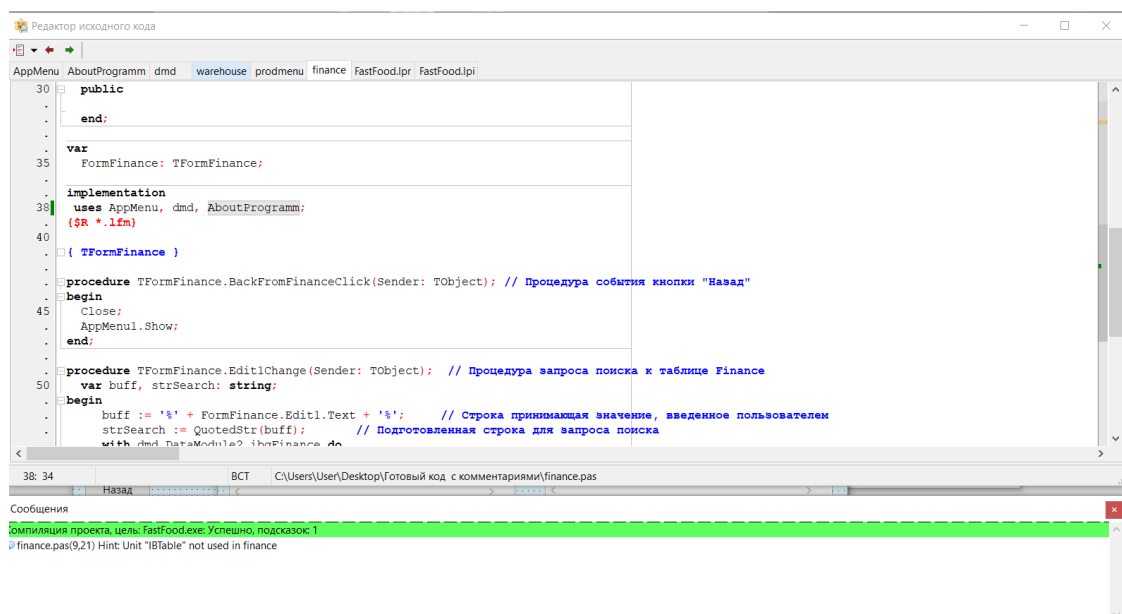 Редактор исходного кода
AppMenu AboutProgramm dmd warehouse prodmenu finance FastFood.lpr FastFood.lpi
30 public
end;
var
35 FormFinance: TFormFinance;
implementation
38 uses AppMenu, dmd, AboutProgramm;
{$R *.lfm}
40
{ TFormFinance }
procedure TFormFinance.BackFromFinanceClick(Sender: TObject); // Процедура события кнопки "Назад"
begin
45 Close;
AppMenu1.Show;
end;
procedure TFormFinance.Edit1Change(Sender: TObject); // Процедура запроса поиска к таблице Finance
50 var buff, strSearch: string;
begin
buff := '%' + FormFinance.Edit1.Text + '%'; // Строка принимающая значение, введенное пользователем
strSearch := QuotedStr(buff); // Подготовленная строка для запроса поиска
with dmd.DataModule2.ibqFinance do
38: 34 ВСТ C:\Users\User\Desktop\Готовый код с комментариями\finance.pas
Назад
Сообщения
Компиляция проекта, цель: FastFood.exe: Успешно, подсказок: 1
finance.pas(9,21) Hint: Unit "IBTable" not used in finance